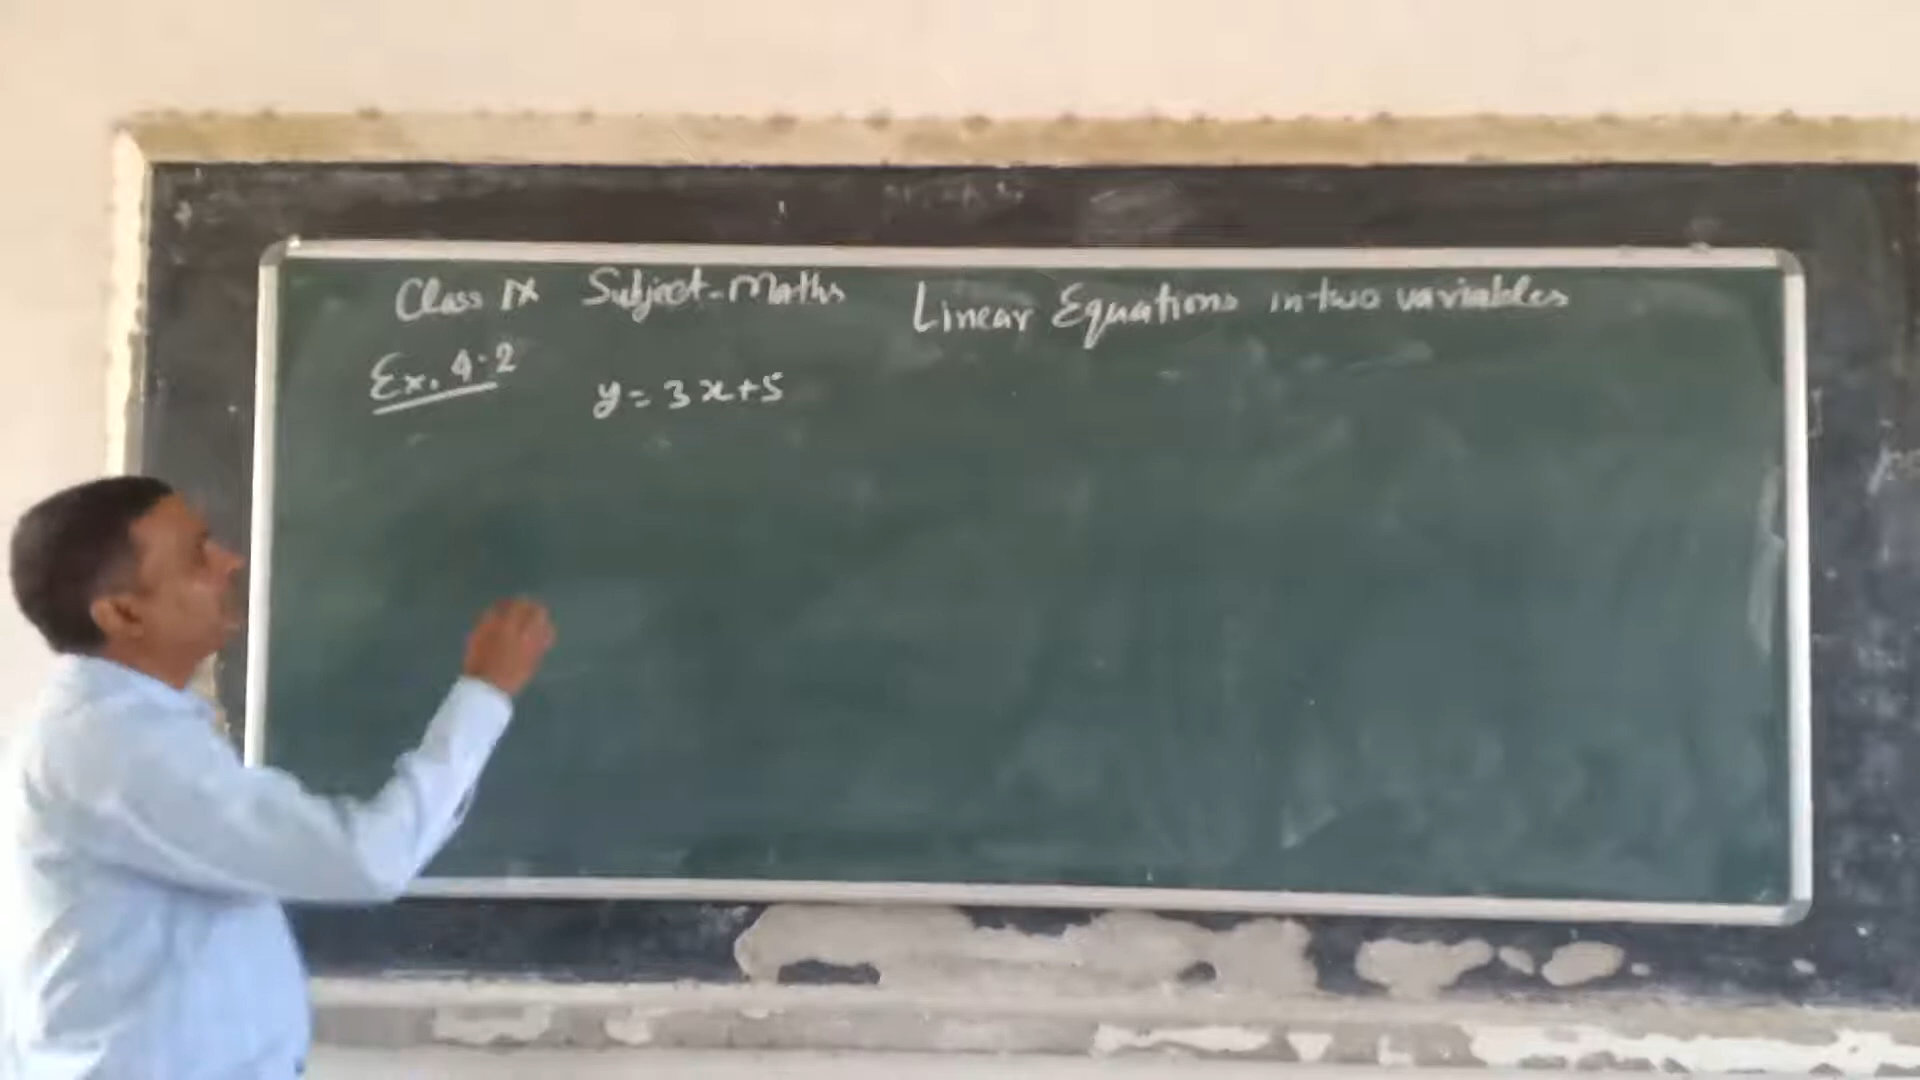 Class IX Subject-Maths Linear Equations in two variables
Ex. 4.2
y = 3x+5